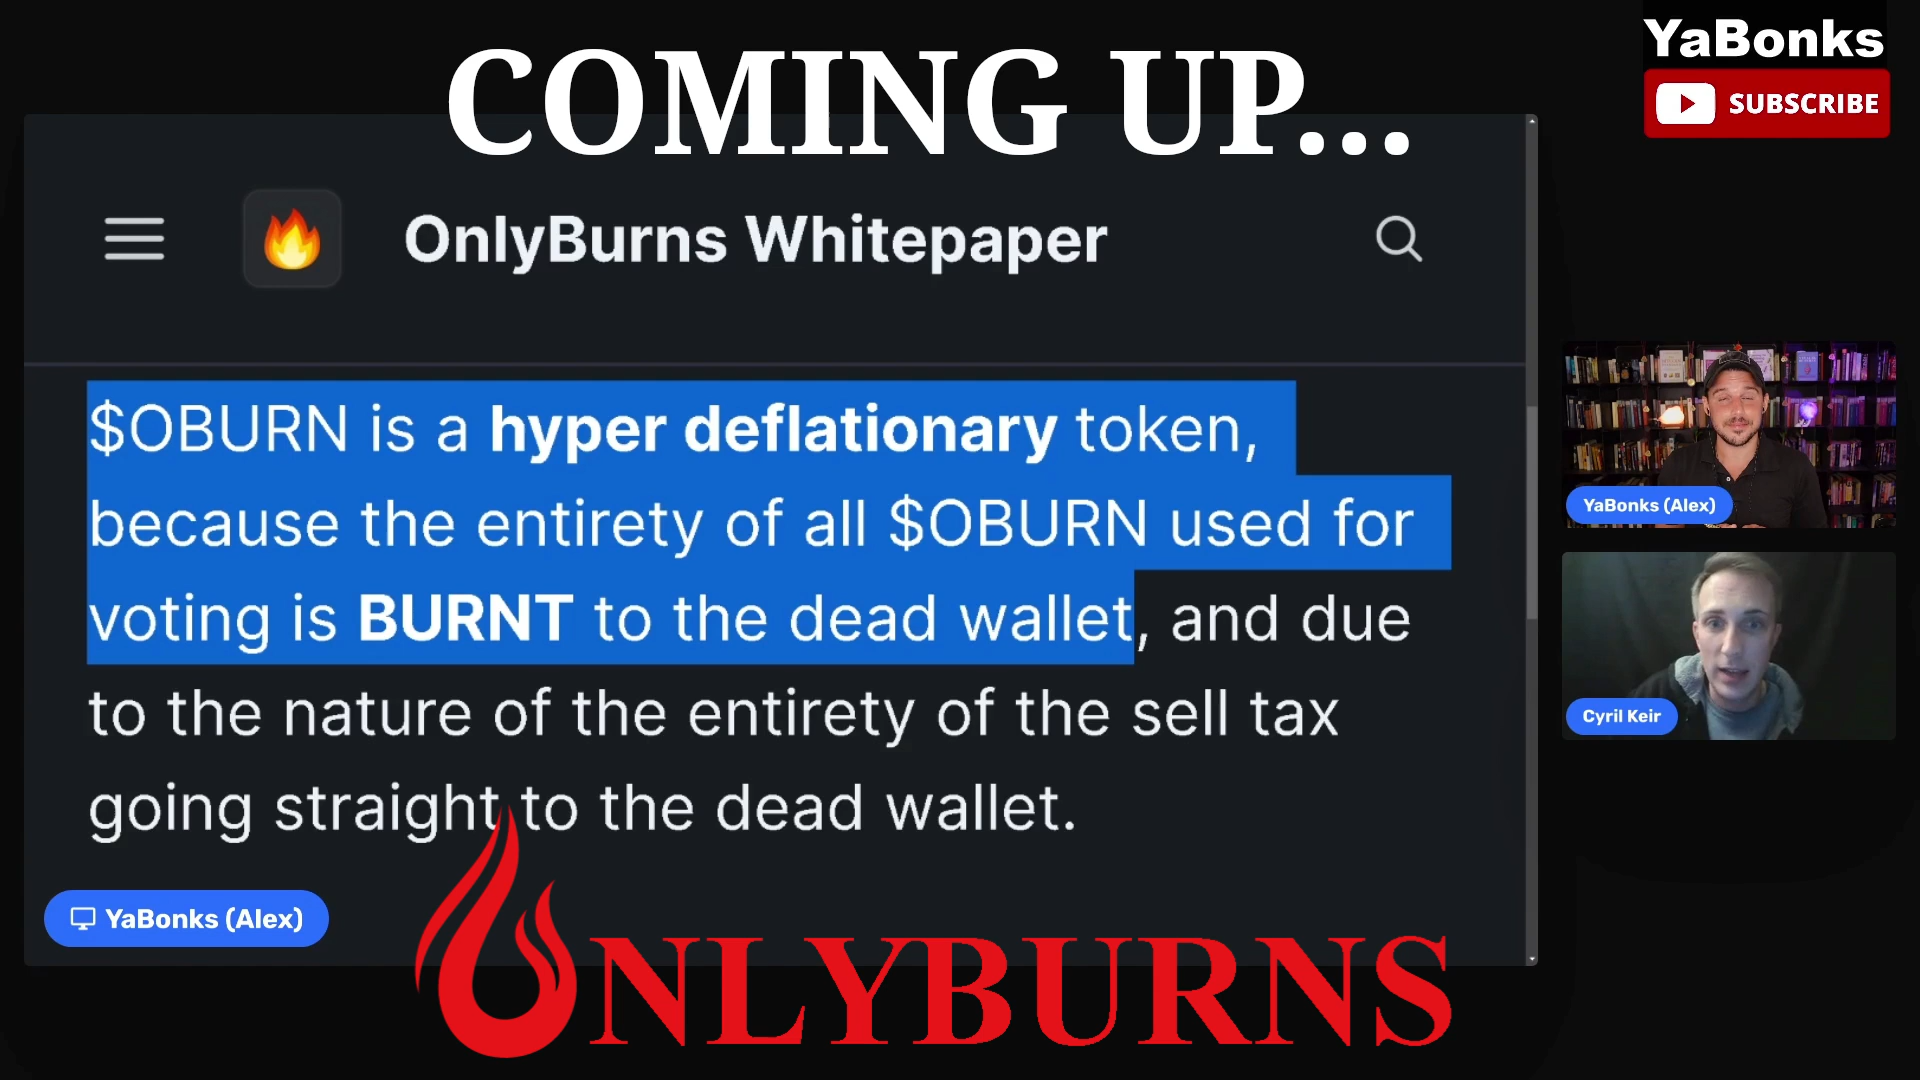 COMING UP...
YaBonks
SUBSCRIBE
OnlyBurns Whitepaper
$OBURN is a hyper deflationary token,
because the entirety of all $OBURN used for
voting is BURNT to the dead wallet, and due
to the nature of the entirety of the sell tax
going straight to the dead wallet.
YaBonks (Alex)
Cyril Keir
YaBonks (Alex)
ONLYBURNS